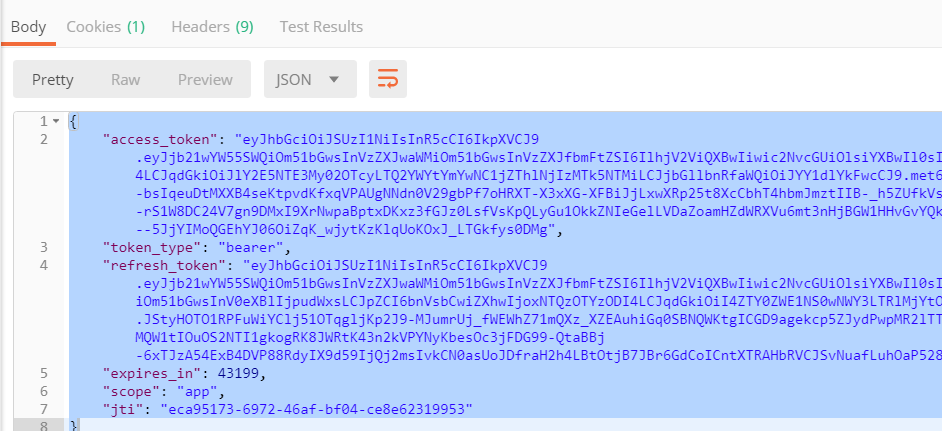 Body Cookies (1) Headers (9) Test Results
Pretty Raw Preview JSON
1 {
2 "access_token": "eyJhbGciOiJSUzI1NiIsInR5cCI6IkpXVCJ9
.eyJjb21wYW55SWQiOm51bGwsInVzZXJwaWMiOm51bGwsInVzZXJfbmFtZSI6IlhjV2ViQXBwIiwic2NvcGUiOlsiYXBwIl0sI
4LCJqdGkiOiJlY2E5NTE3My02OTcyLTQ2YWYtYmYwNC1jZThlNjIzMTk5NTMiLCJjbGllbnRfaWQiOiJYY1dlYkFwcCJ9.met6
-bsIqeuDtMXXB4seKtpvdKfxqVPAUgNNdn0V29gbPf7oHRXT-X3xXG-XFBiJjLxwXRp25t8XcCbhT4hbmJmztIIB-_h5ZUfkVs
-rS1W8DC24V7gn9DMxI9XrNwpaBptxDKxz3fGJz0LsfVsKpQLyGu1OkkZNIeGelLVDaZoamHZdWRXVu6mt3nHjBGW1HHvGvYQk
--5JjYIMoQGEhYJ06OiZqK_wjytKzKlqUoKOxJ_LTGkfys0DMg",
3 "token_type": "bearer",
4 "refresh_token": "eyJhbGciOiJSUzI1NiIsInR5cCI6IkpXVCJ9
.eyJjb21wYW55SWQiOm51bGwsInVzZXJwaWMiOm51bGwsInVzZXJfbmFtZSI6IlhjV2ViQXBwIiwic2NvcGUiOlsiYXBwIl0sI
iOm51bGwsInV0eXBlIjpudWxsLCJpZCI6bnVsbCwiZXhwIjoxNTQzOTYzODI4LCJqdGkiOiI4ZTY0ZWE1NS0wNWY3LTRlMjYtO
.JStyHOTO1RPFuWiYClj51OTqgljKp2J9-MJumrUj_fWEWhZ71mQXz_XZEAuhiGq0SBNQWKtgICGD9agekcp5ZJydPwpMR2lTT
MQW1tIOuOS2NTI1gkogRK8JWRtK43n2kVPYNyKbesOc3jFDG99-QtaBBj
-6xTJzA54ExB4DVP88RdyIX9d59IjQj2msIvkCN0asUoJDfraH2h4LBtOtjB7JBr6GdCoICntXTRAHbRVCJSvNuafLuhOaP528
5 "expires_in": 43199,
6 "scope": "app",
7 "jti": "eca95173-6972-46af-bf04-ce8e62319953"
8 }